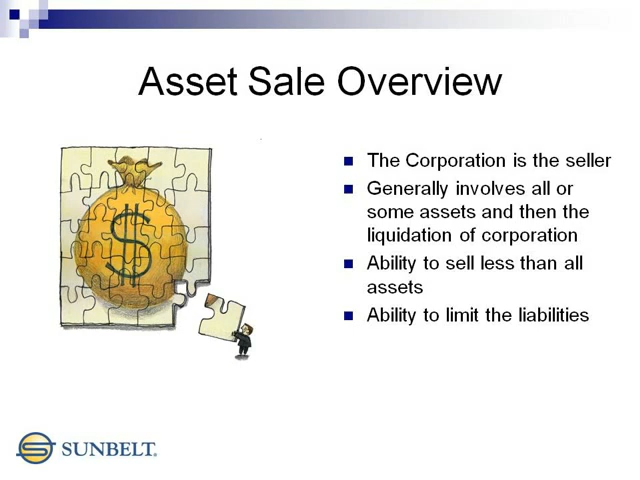 Asset Sale Overview
The Corporation is the seller
Generally involves all or
some assets and then the
liquidation of corporation
Ability to sell less than all
assets
Ability to limit the liabilities
$
SUNBELT®